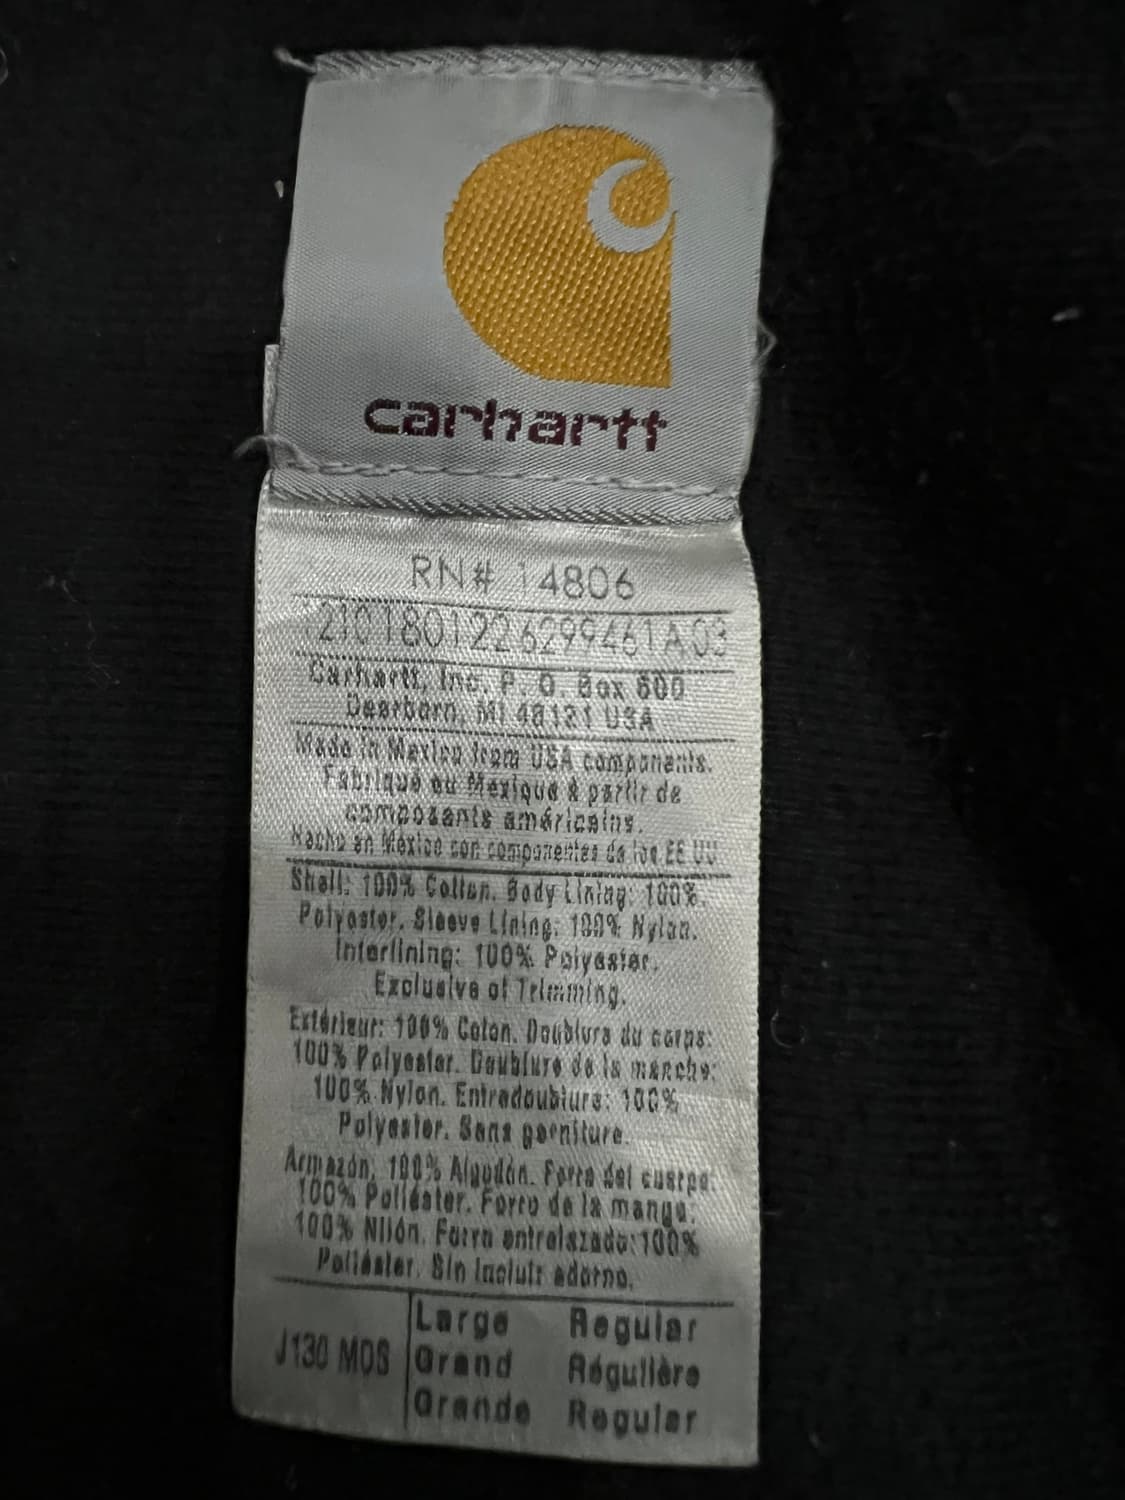 carhartt
RN# 14806
2101801226299461A 03
Carhartt, Inc. P. O. Box 600
Dearborn, MI 48121 USA
Made in Mexico from USA components.
Fabriqué au Mexique à partir de
composants américains.
Hecho en México con componentes de los EE UU
Shell: 100% Cotton. Body Lining: 100%
Polyester. Sleeve Lining: 100% Nylon.
Interlining: 100% Polyester.
Exclusive of Trimming.
Extérieur: 100% Coton. Doublure du corps:
100% Polyester. Doublure de la manche:
100% Nylon. Entredoublure: 100%
Polyester. Sans garniture.
Armazón: 100% Algodón. Forro del cuerpo:
100% Poliéster. Forro de la manga:
100% Nilón. Forro entrelazado: 100%
Poliéster. Sin incluir adorno.
J130 MDS
Large Regular
Grand Régulière
Grande Regular